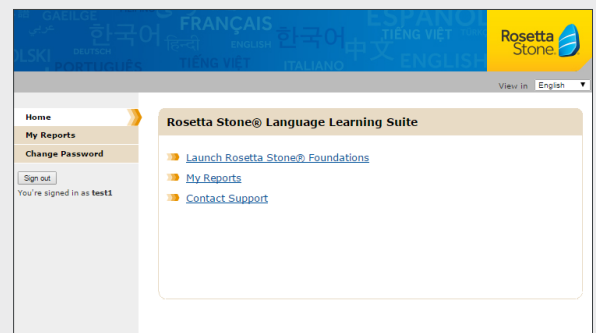 GAEILGE
한국어
FRANÇAIS
हिन्दी
ENGLISH
한국어
ESPAÑOL
TIẾNG VIỆT
OLSKI
DEUTSCH
PORTUGUÊS
TIẾNG VIỆT
ITALIANO
中文
ENGLISH
Rosetta
Stone
View in English
Home
My Reports
Change Password
Sign out
You're signed in as test1
Rosetta Stone® Language Learning Suite
Launch Rosetta Stone® Foundations
My Reports
Contact Support